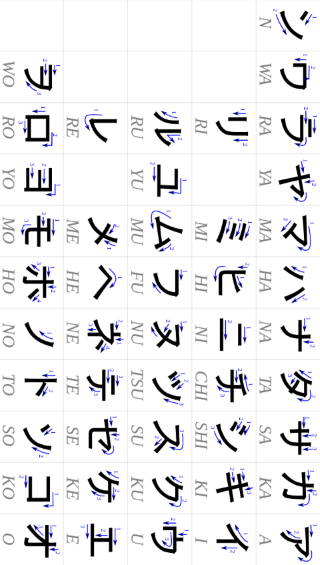 ン ワ ラ ヤ マ ハ ナ タ サ カ ア
N WA RA YA MA HA NA TA SA KA A
リ ミ ヒ ニ チ シ キ イ
RI MI HI NI CHI SHI KI I
ル ユ ム フ ヌ ツ ス ク ウ
RU YU MU FU NU TSU SU KU U
レ メ ヘ ネ テ セ ケ エ
RE ME HE NE TE SE KE E
ヲ ロ ヨ モ ホ ノ ト ソ コ オ
WO RO YO MO HO NO TO SO KO O